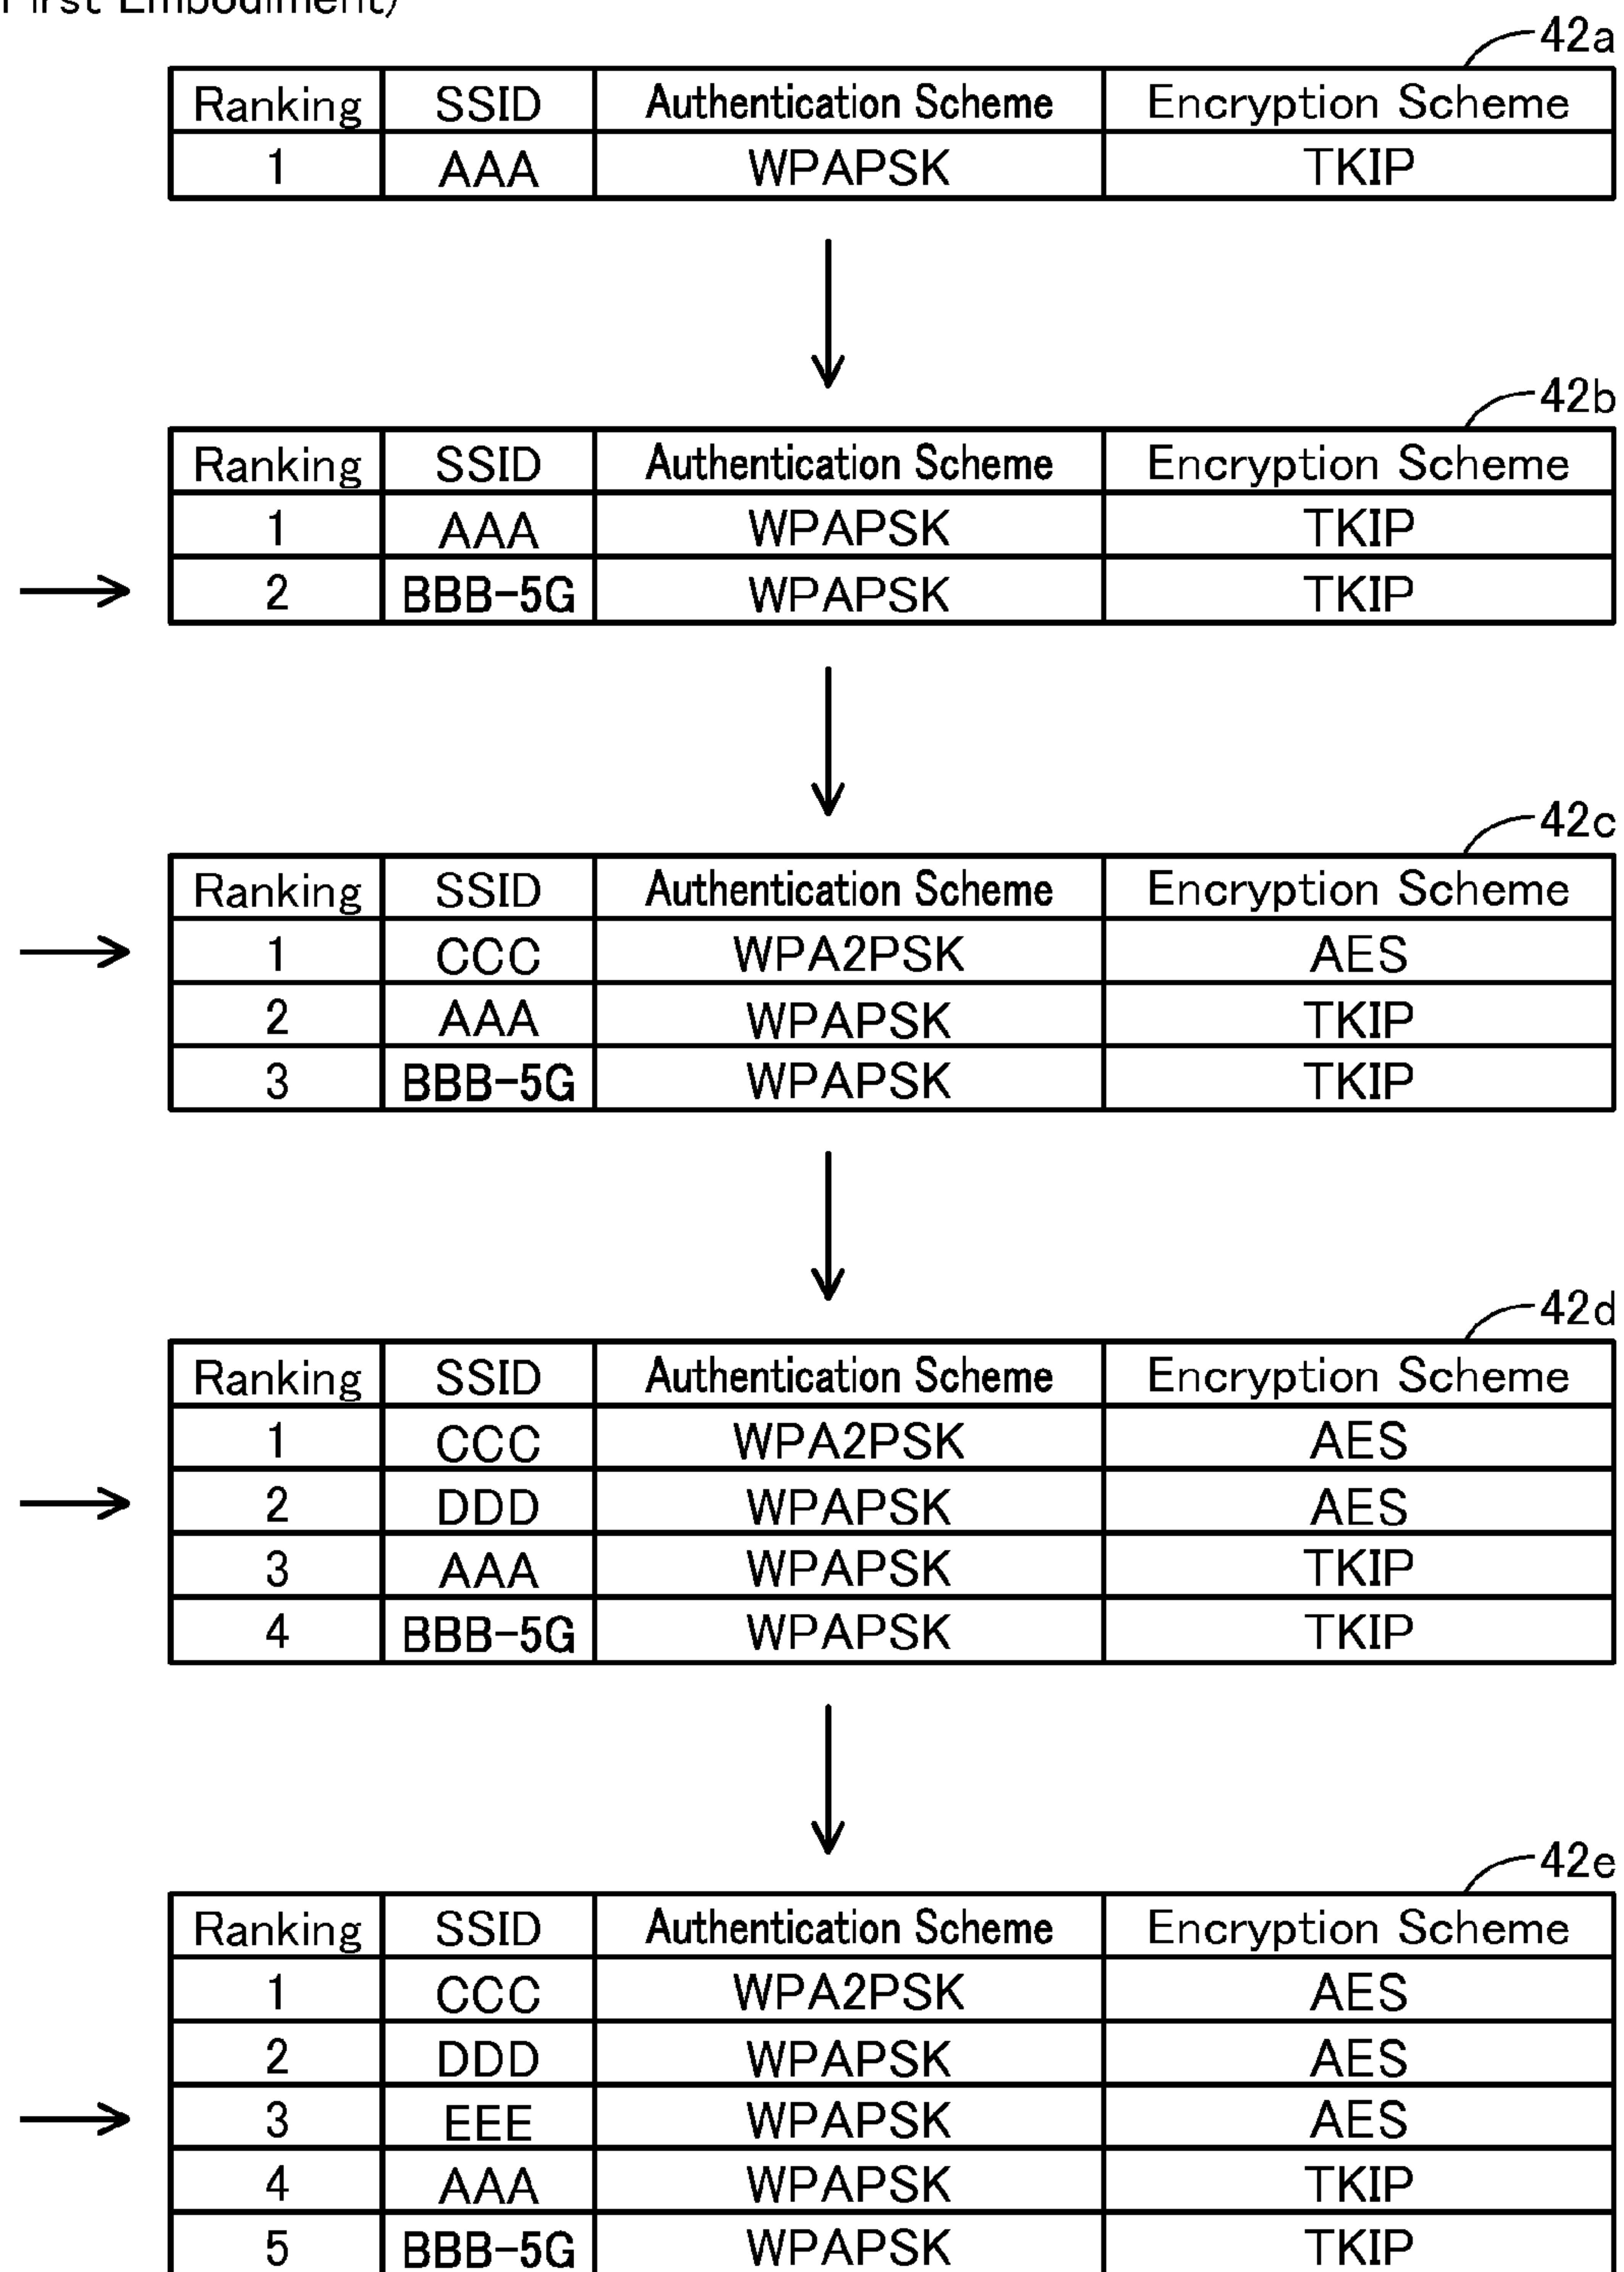 First Embodiment)
42a
Ranking SSID Authentication Scheme Encryption Scheme
1 AAA WPAPSK TKIP
42b
Ranking SSID Authentication Scheme Encryption Scheme
1 AAA WPAPSK TKIP
2 BBB-5G WPAPSK TKIP
42c
Ranking SSID Authentication Scheme Encryption Scheme
1 CCC WPA2PSK AES
2 AAA WPAPSK TKIP
3 BBB-5G WPAPSK TKIP
42d
Ranking SSID Authentication Scheme Encryption Scheme
1 CCC WPA2PSK AES
2 DDD WPAPSK AES
3 AAA WPAPSK TKIP
4 BBB-5G WPAPSK TKIP
42e
Ranking SSID Authentication Scheme Encryption Scheme
1 CCC WPA2PSK AES
2 DDD WPAPSK AES
3 EEE WPAPSK AES
4 AAA WPAPSK TKIP
5 BBB-5G WPAPSK TKIP